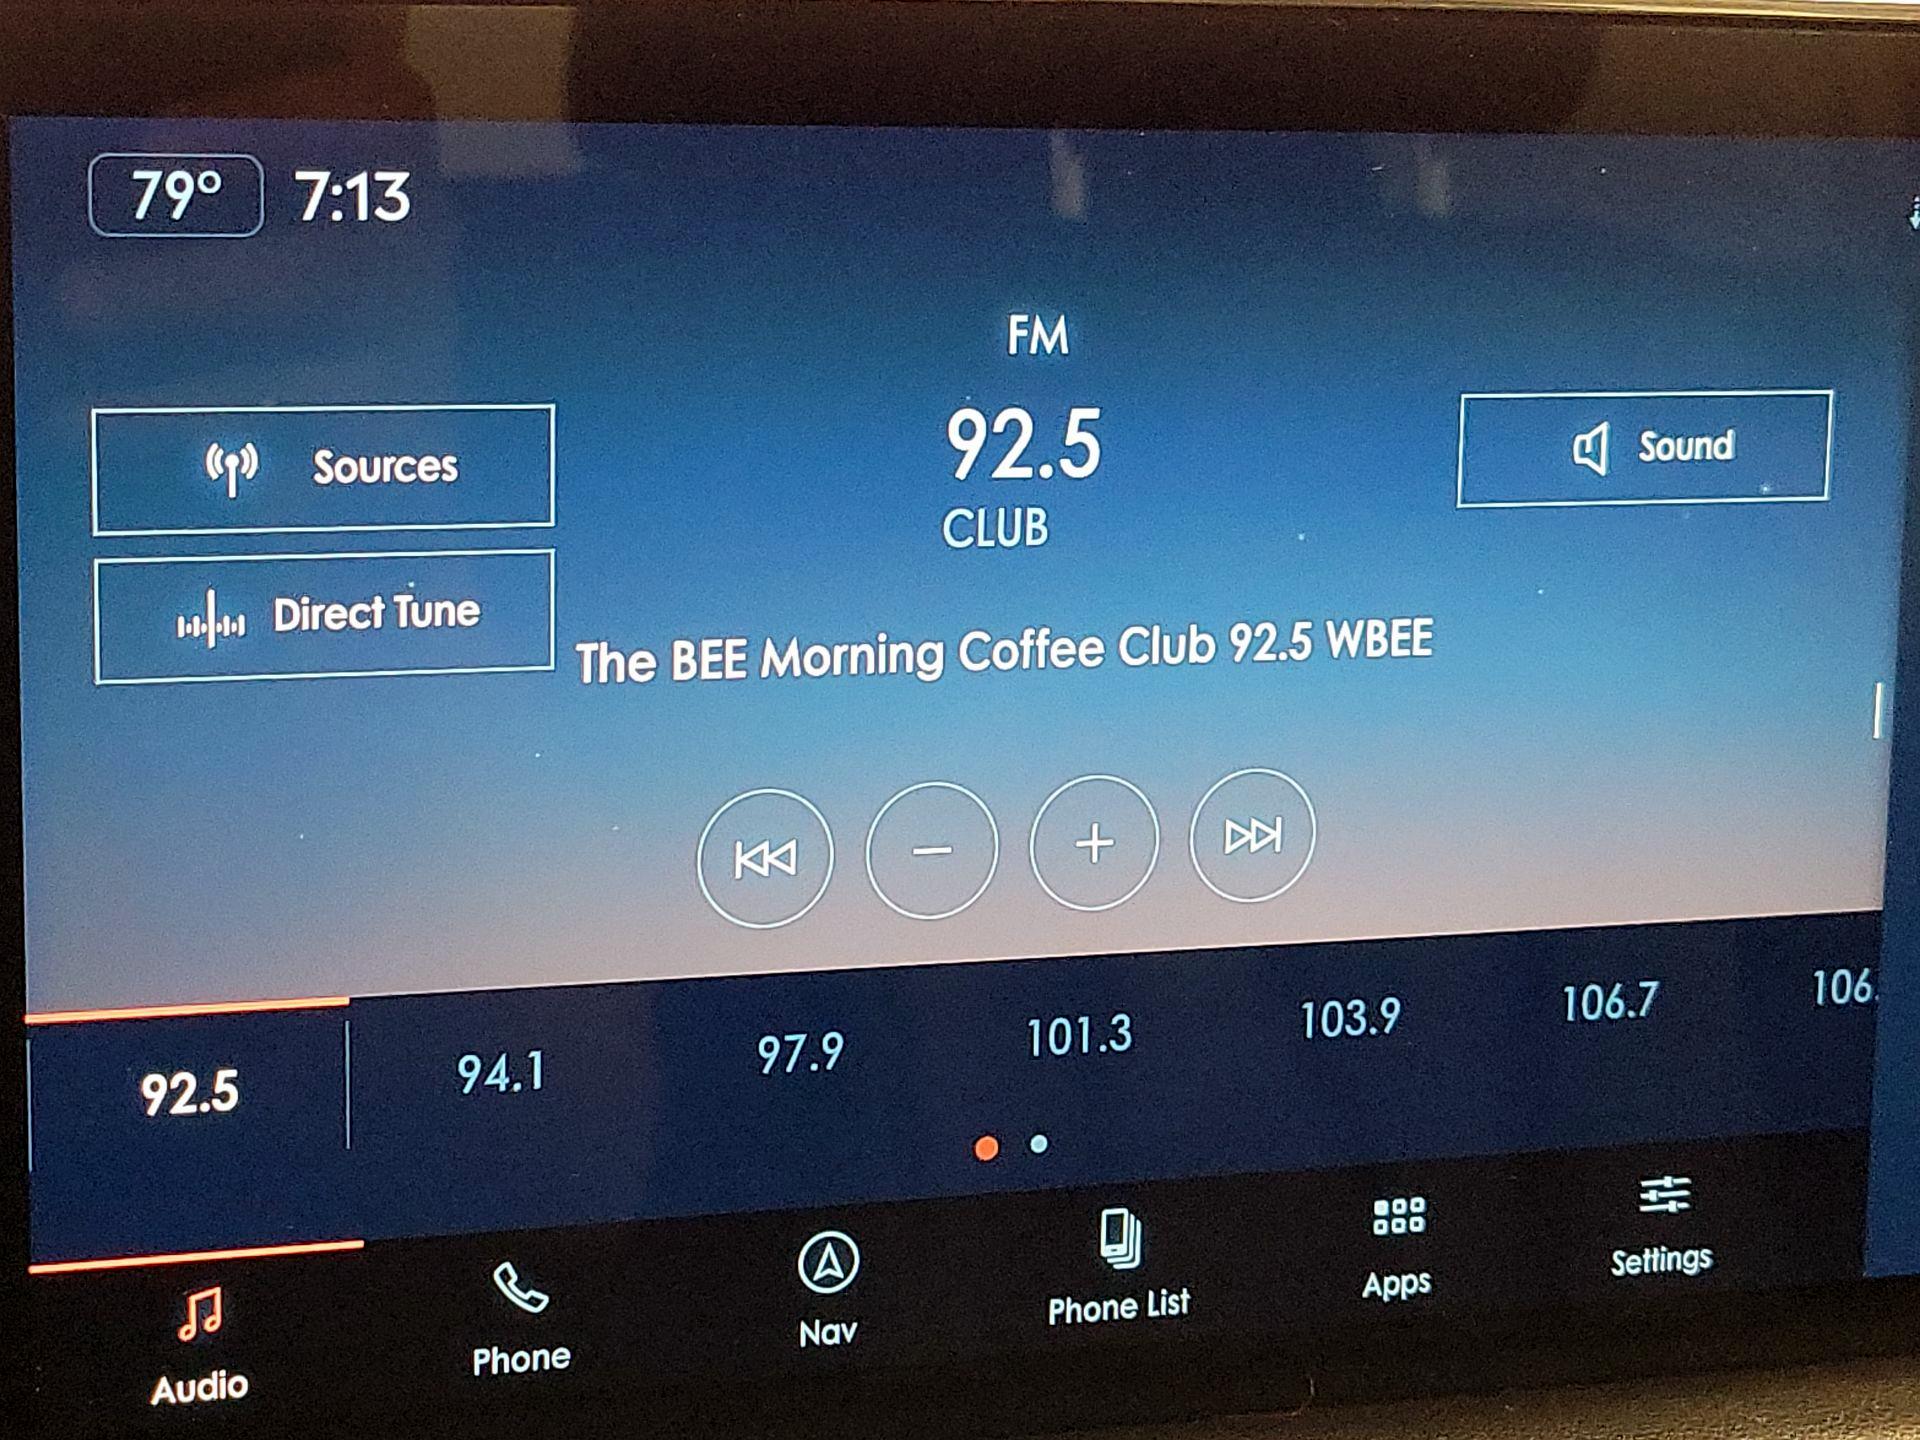 79° 7:13
FM
92.5
CLUB
Sources
Sound
Direct Tune
The BEE Morning Coffee Club 92.5 WBEE
92.5 94.1 97.9 101.3 103.9 106.7 106.
Audio Phone Nav Phone List Apps Settings